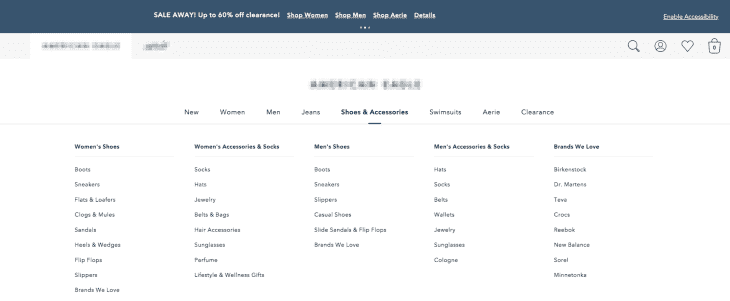 SALE AWAY! Up to 60% off clearance! Shop Women Shop Men Shop Aerie Details
Enable Accessibility
0
New Women Men Jeans Shoes & Accessories Swimsuits Aerie Clearance
Women's Shoes
Boots
Sneakers
Flats & Loafers
Clogs & Mules
Sandals
Heels & Wedges
Flip Flops
Slippers
Brands We Love
Women's Accessories & Socks
Socks
Hats
Jewelry
Belts & Bags
Hair Accessories
Sunglasses
Perfume
Lifestyle & Wellness Gifts
Men's Shoes
Boots
Sneakers
Slippers
Casual Shoes
Slide Sandals & Flip Flops
Brands We Love
Men's Accessories & Socks
Hats
Socks
Belts
Wallets
Jewelry
Sunglasses
Cologne
Brands We Love
Birkenstock
Dr. Martens
Teva
Crocs
Reebok
New Balance
Sorel
Minnetonka